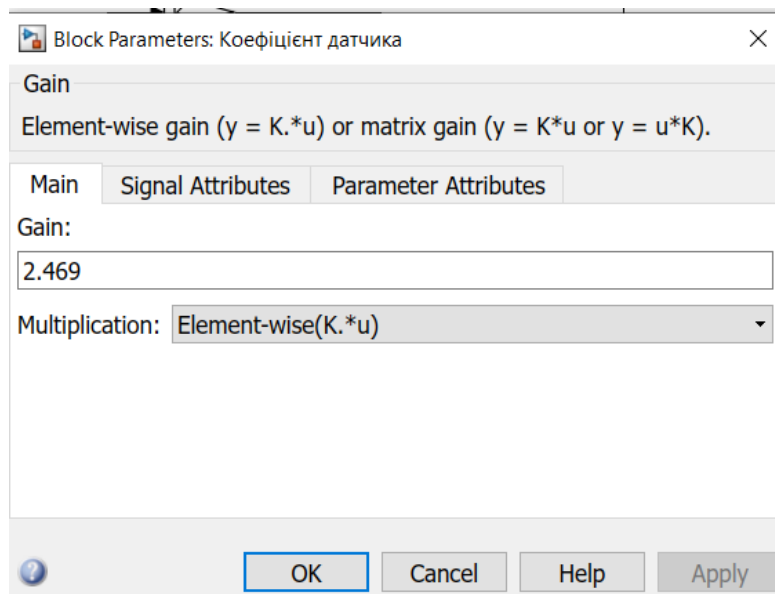 Block Parameters: Коефіцієнт датчика
Gain
Element-wise gain (y = K.*u) or matrix gain (y = K*u or y = u*K).
Main Signal Attributes Parameter Attributes
Gain:
2.469
Multiplication: Element-wise(K.*u)
OK Cancel Help Apply